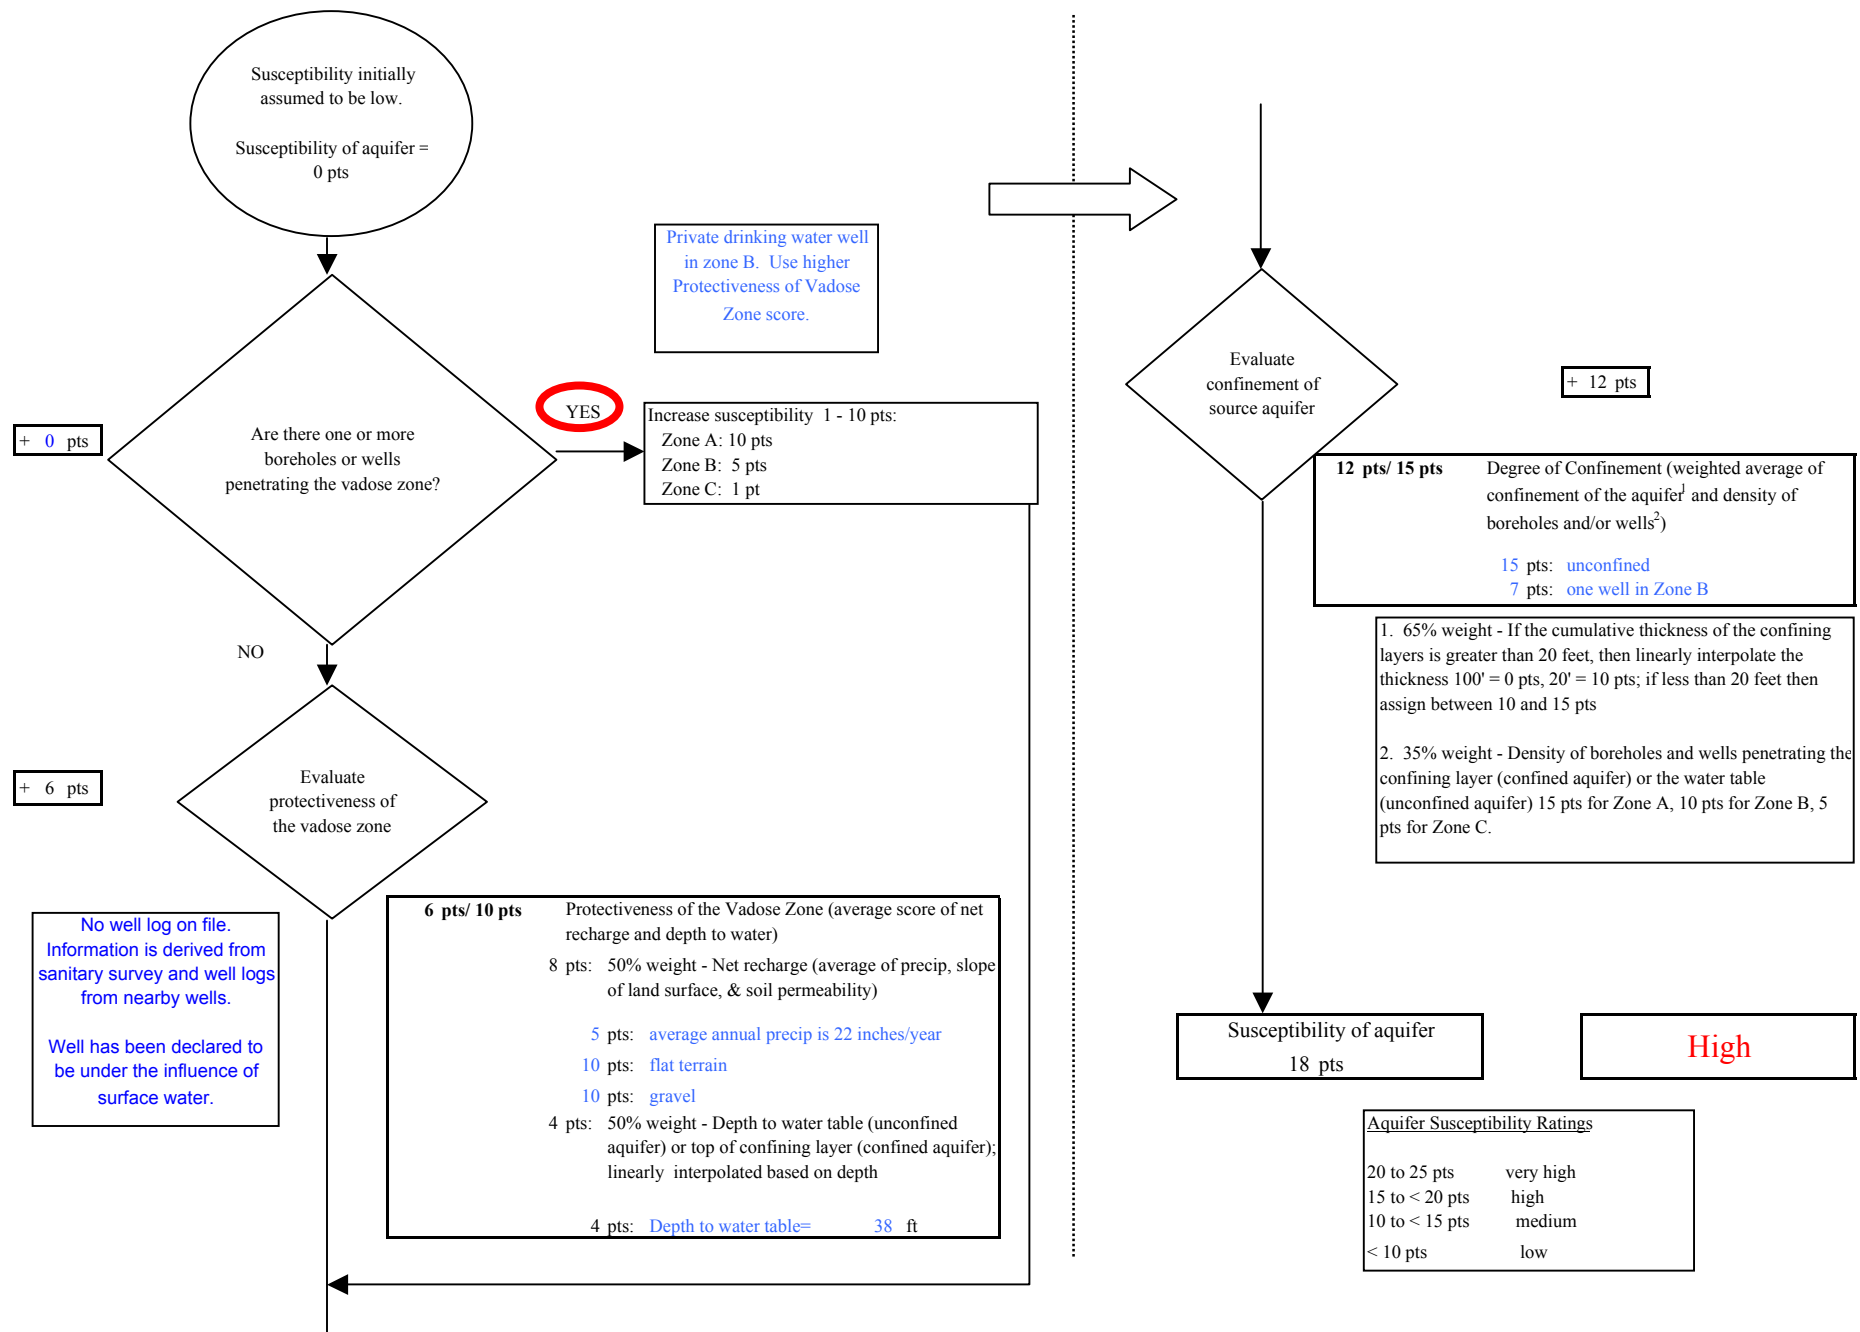 Susceptibility initially
assumed to be low.
Susceptibility of aquifer =
0 pts
Private drinking water well
in zone B.  Use higher
Protectiveness of Vadose
Zone score.
YES
+ 0 pts
Are there one or more
boreholes or wells
penetrating the vadose zone?
Increase susceptibility  1 - 10 pts:
Zone A: 10 pts
Zone B:  5 pts
Zone C:  1 pt
NO
+ 6 pts
Evaluate
protectiveness of
the vadose zone
No well log on file.
Information is derived from
sanitary survey and well logs
from nearby wells.
Well has been declared to
be under the influence of
surface water.
6 pts/ 10 pts Protectiveness of the Vadose Zone (average score of net
recharge and depth to water)
8 pts: 50% weight - Net recharge (average of precip, slope
of land surface, & soil permeability)
5 pts: average annual precip is 22 inches/year
10 pts: flat terrain
10 pts: gravel
4 pts: 50% weight - Depth to water table (unconfined
aquifer) or top of confining layer (confined aquifer);
linearly  interpolated based on depth
4 pts: Depth to water table= 38 ft
Evaluate
confinement of
source aquifer
+ 12 pts
12 pts/ 15 pts Degree of Confinement (weighted average of
confinement of the aquifer1 and density of
boreholes and/or wells2)
15 pts: unconfined
7 pts: one well in Zone B
1.  65% weight - If the cumulative thickness of the confining
layers is greater than 20 feet, then linearly interpolate the
thickness 100' = 0 pts, 20' = 10 pts; if less than 20 feet then
assign between 10 and 15 pts
2.  35% weight - Density of boreholes and wells penetrating the
confining layer (confined aquifer) or the water table
(unconfined aquifer) 15 pts for Zone A, 10 pts for Zone B, 5
pts for Zone C.
Susceptibility of aquifer
18 pts
High
Aquifer Susceptibility Ratings
20 to 25 pts very high
15 to < 20 pts high
10 to < 15 pts medium
< 10 pts low